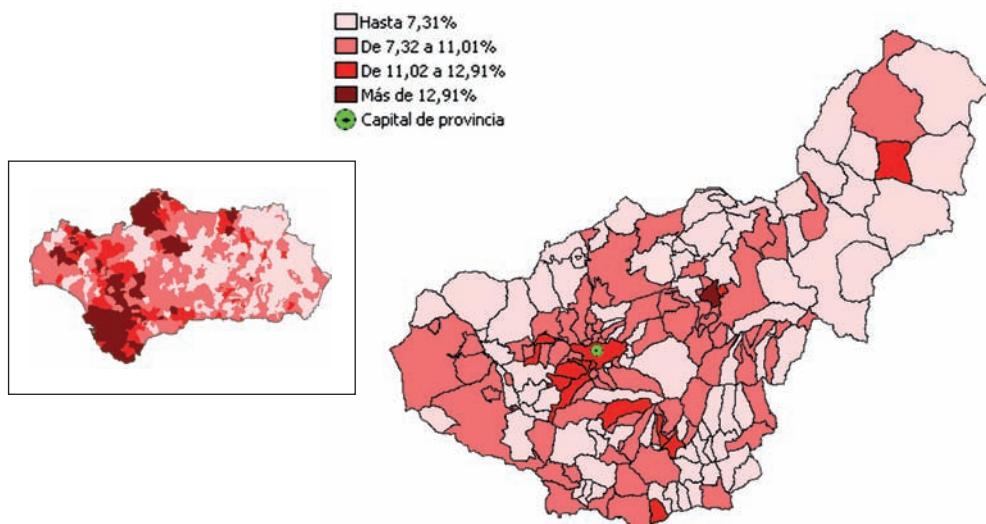 Hasta 7,31%
De 7,32 a 11,01%
De 11,02 a 12,91%
Más de 12,91%
Capital de provincia